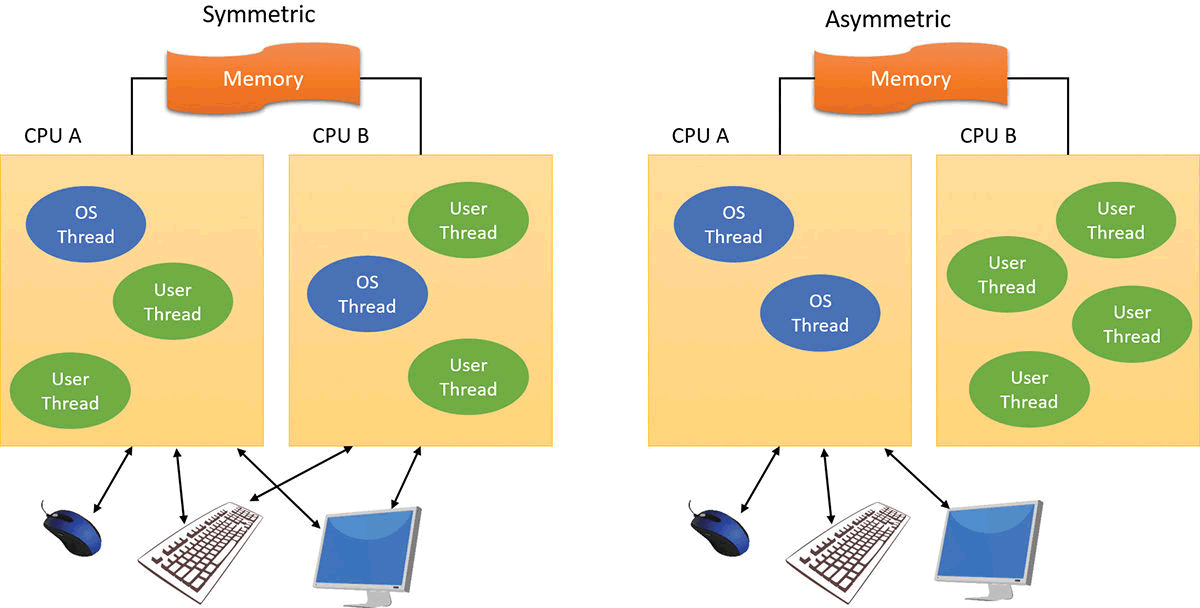 Symmetric
Memory
CPU A
CPU B
OS
Thread
User
Thread
User
Thread
User
Thread
OS
Thread
User
Thread
Asymmetric
Memory
CPU A
CPU B
OS
Thread
OS
Thread
User
Thread
User
Thread
User
Thread
User
Thread